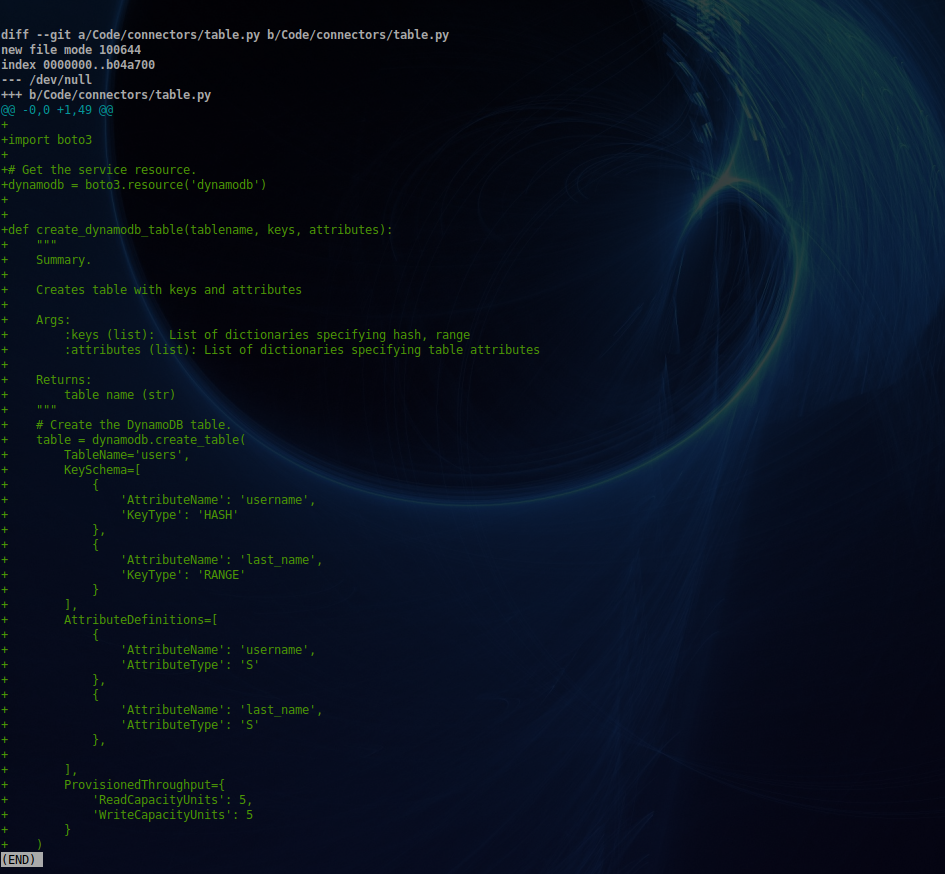 diff --git a/Code/connectors/table.py b/Code/connectors/table.py
new file mode 100644
index 0000000..b04a700
--- /dev/null
+++ b/Code/connectors/table.py
@@ -0,0 +1,49 @@
+
+import boto3
+
+# Get the service resource.
+dynamodb = boto3.resource('dynamodb')
+
+
+def create_dynamodb_table(tablename, keys, attributes):
+    """
+    Summary.
+
+    Creates table with keys and attributes
+
+    Args:
+        :keys (list):  List of dictionaries specifying hash, range
+        :attributes (list): List of dictionaries specifying table attributes
+
+    Returns:
+        table name (str)
+    """
+    # Create the DynamoDB table.
+    table = dynamodb.create_table(
+        TableName='users',
+        KeySchema=[
+            {
+                'AttributeName': 'username',
+                'KeyType': 'HASH'
+            },
+            {
+                'AttributeName': 'last_name',
+                'KeyType': 'RANGE'
+            }
+        ],
+        AttributeDefinitions=[
+            {
+                'AttributeName': 'username',
+                'AttributeType': 'S'
+            },
+            {
+                'AttributeName': 'last_name',
+                'AttributeType': 'S'
+            },
+
+        ],
+        ProvisionedThroughput={
+            'ReadCapacityUnits': 5,
+            'WriteCapacityUnits': 5
+        }
+    )
(END)